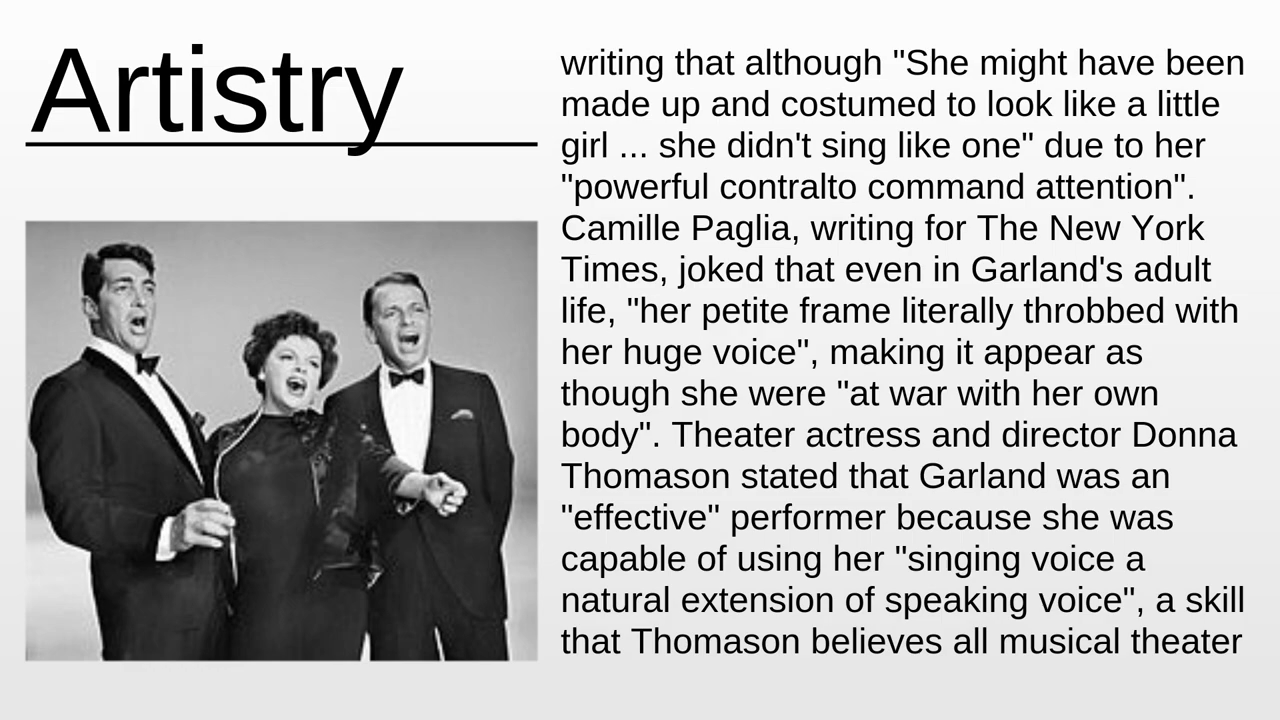 Artistry
writing that although "She might have been
made up and costumed to look like a little
girl ... she didn't sing like one" due to her
"powerful contralto command attention".
Camille Paglia, writing for The New York
Times, joked that even in Garland's adult
life, "her petite frame literally throbbed with
her huge voice", making it appear as
though she were "at war with her own
body". Theater actress and director Donna
Thomason stated that Garland was an
"effective" performer because she was
capable of using her "singing voice a
natural extension of speaking voice", a skill
that Thomason believes all musical theater